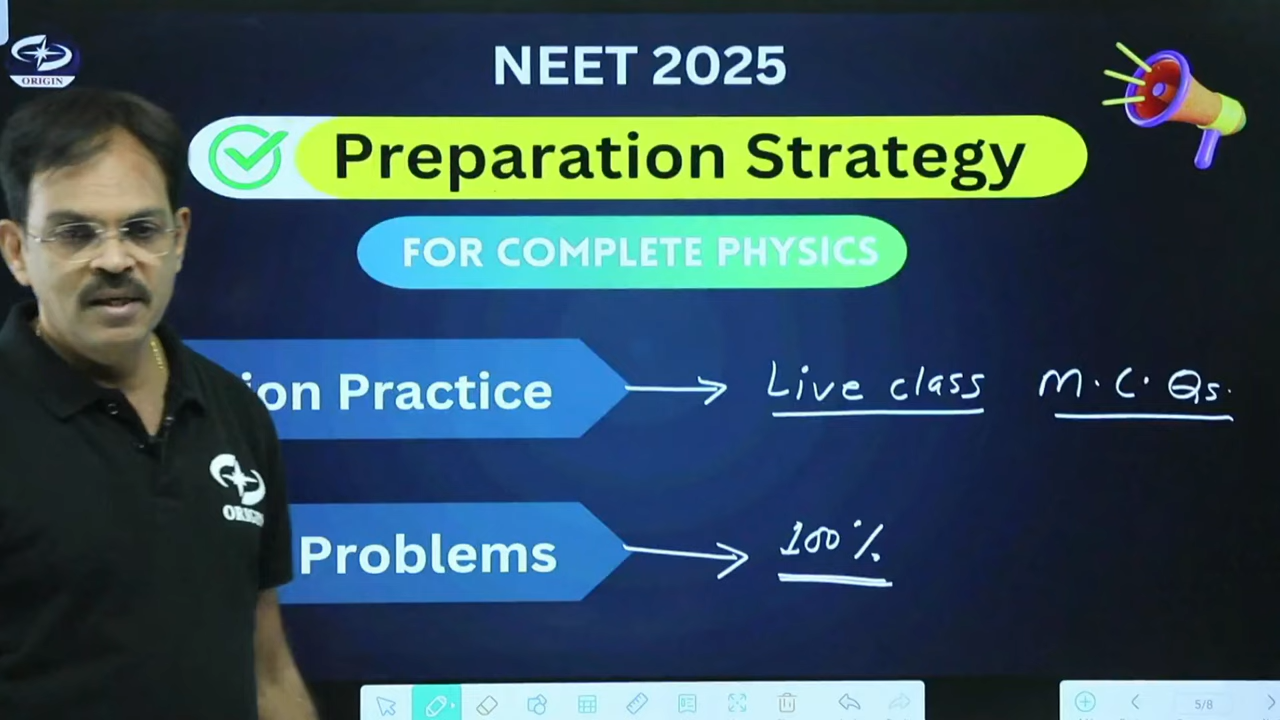 ORIGIN
NEET 2025
Preparation Strategy
FOR COMPLETE PHYSICS
ion Practice Live class M.C.Qs.
Problems 100%
ORIGIN
5/8